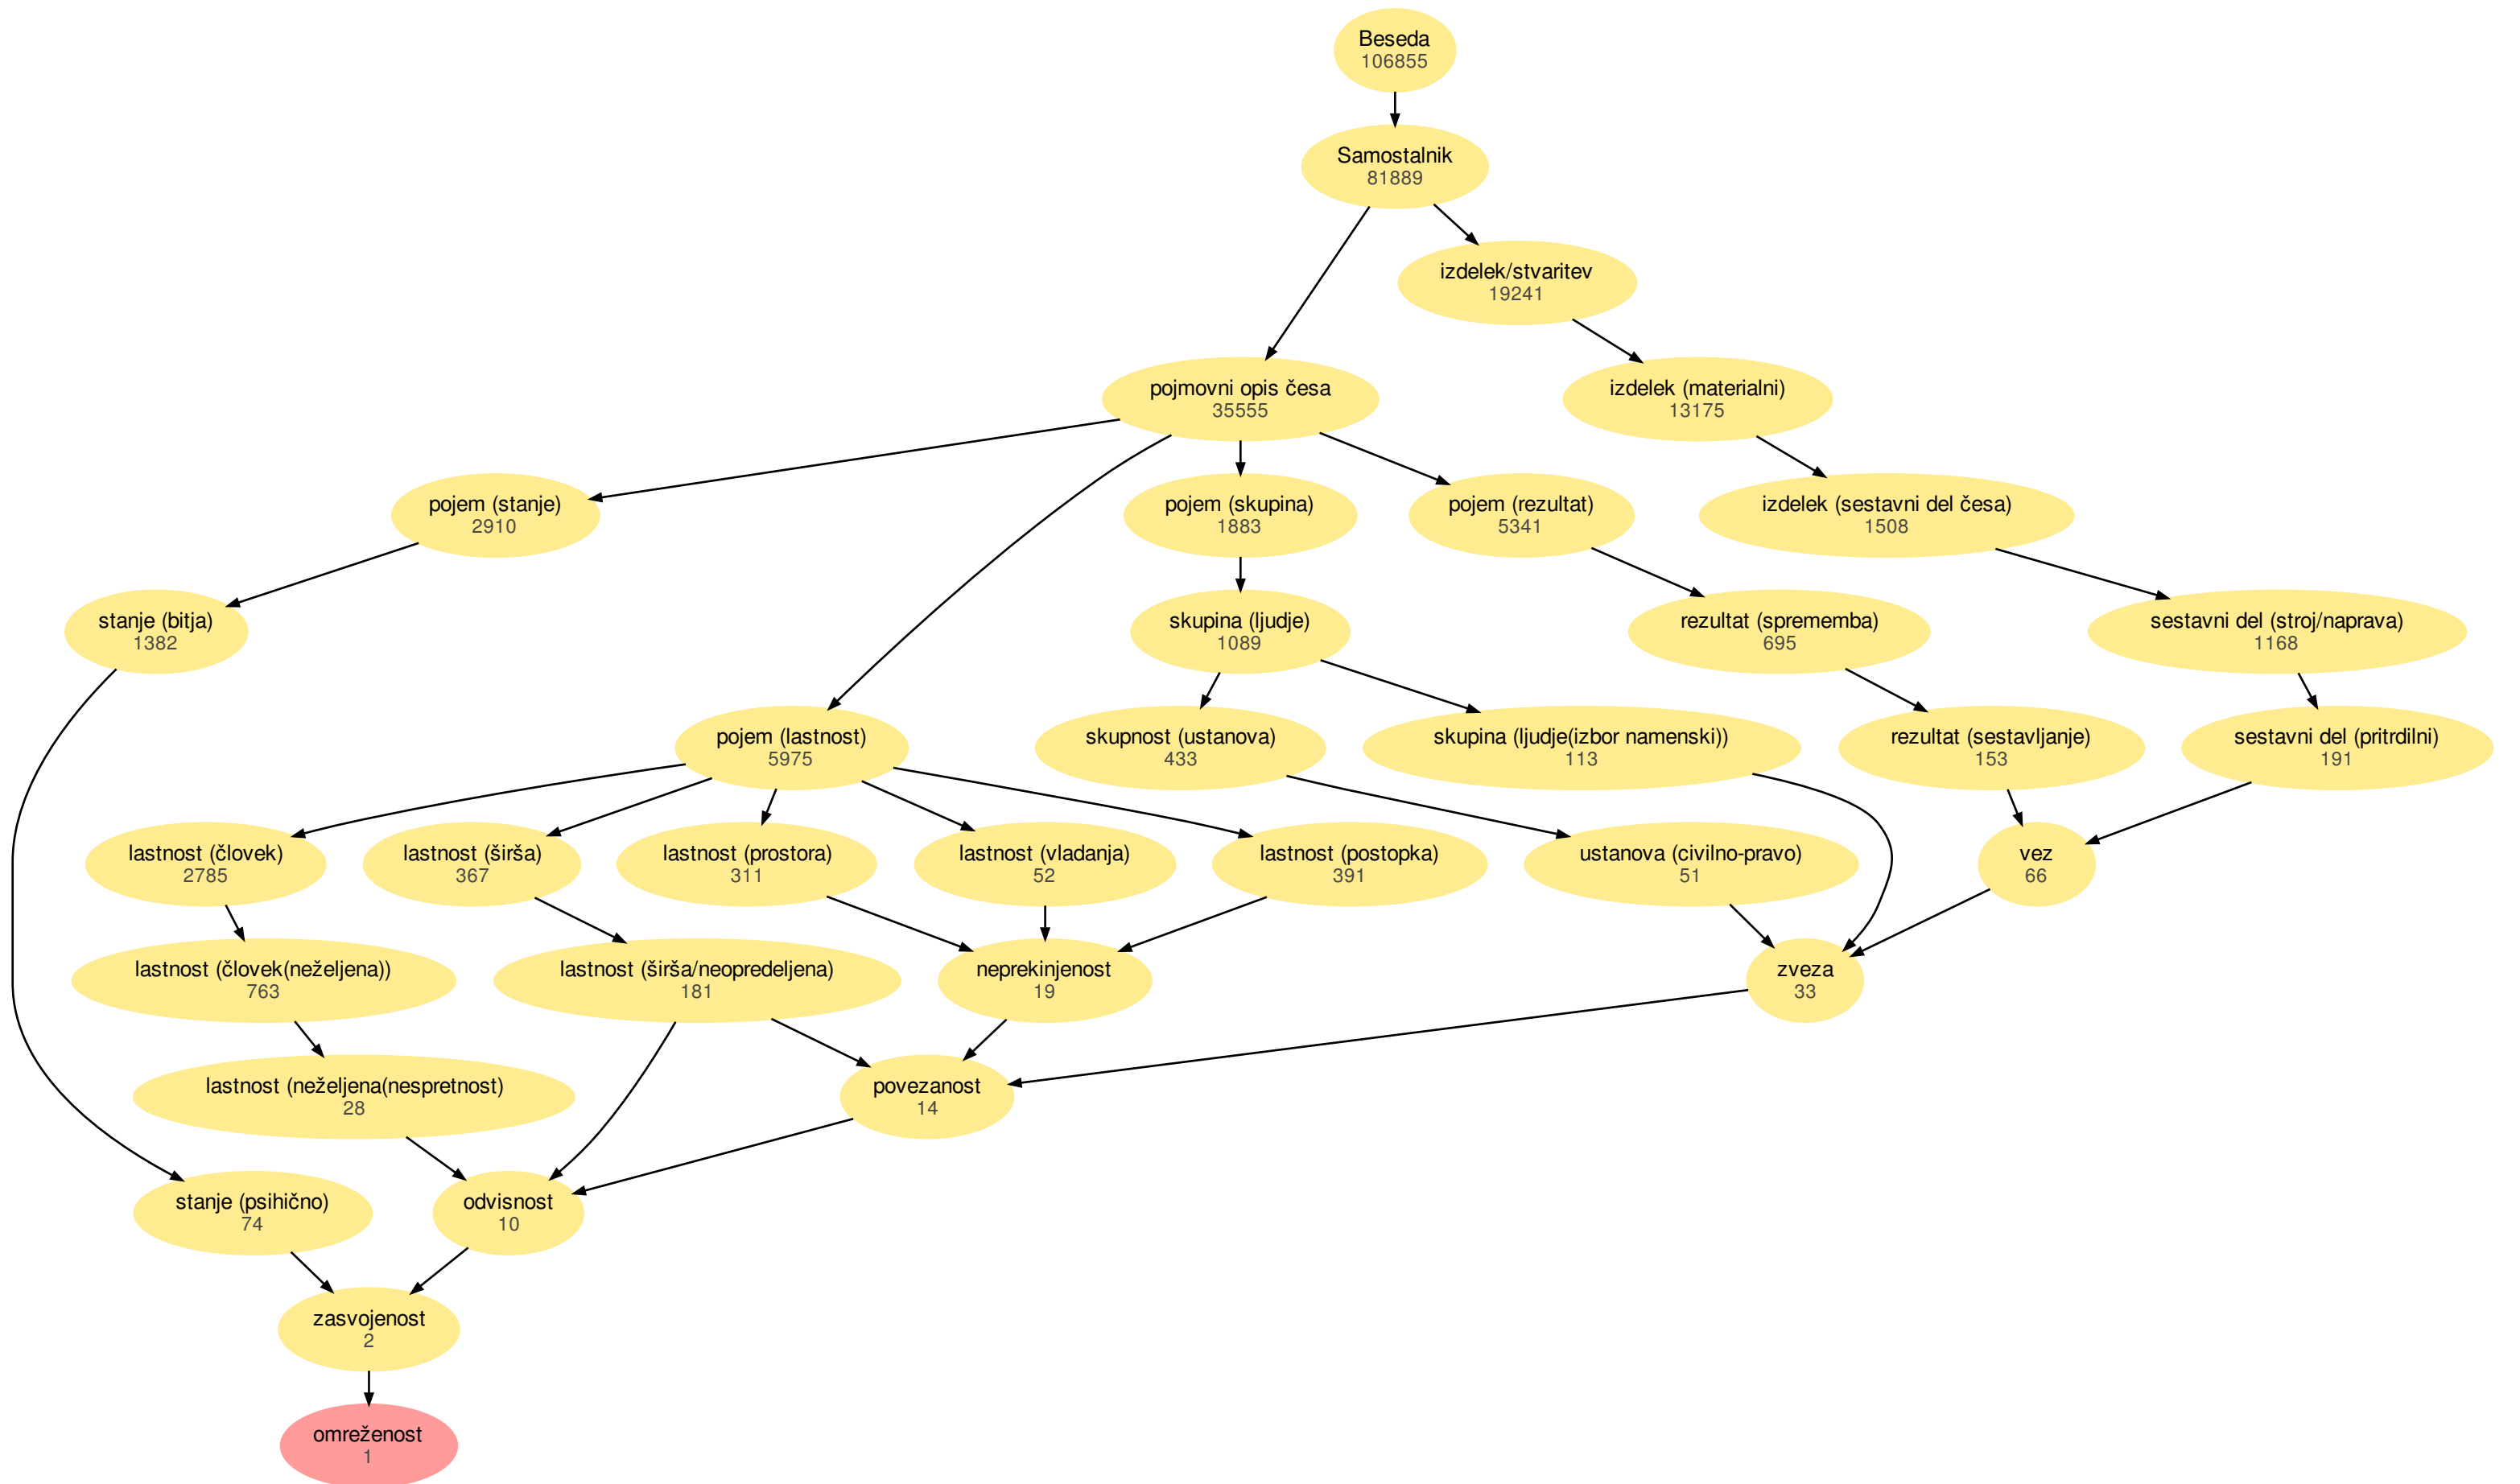 Beseda
106855
Samostalnik
81889
izdelek/stvaritev
19241
pojmovni opis česa
35555
izdelek (materialni)
13175
pojem (stanje)
2910
pojem (skupina)
1883
pojem (rezultat)
5341
izdelek (sestavni del česa)
1508
stanje (bitja)
1382
skupina (ljudje)
1089
rezultat (sprememba)
695
sestavni del (stroj/naprava)
1168
pojem (lastnost)
5975
skupnost (ustanova)
433
skupina (ljudje(izbor namenski))
113
rezultat (sestavljanje)
153
sestavni del (pritrdilni)
191
lastnost (človek)
2785
lastnost (širša)
367
lastnost (prostora)
311
lastnost (vladanja)
52
lastnost (postopka)
391
ustanova (civilno-pravo)
51
vez
66
lastnost (človek(neželjena))
763
lastnost (širša/neopredeljena)
181
neprekinjenost
19
zveza
33
lastnost (neželjena(nespretnost)
28
povezanost
14
stanje (psihično)
74
odvisnost
10
zasvojenost
2
omreženost
1